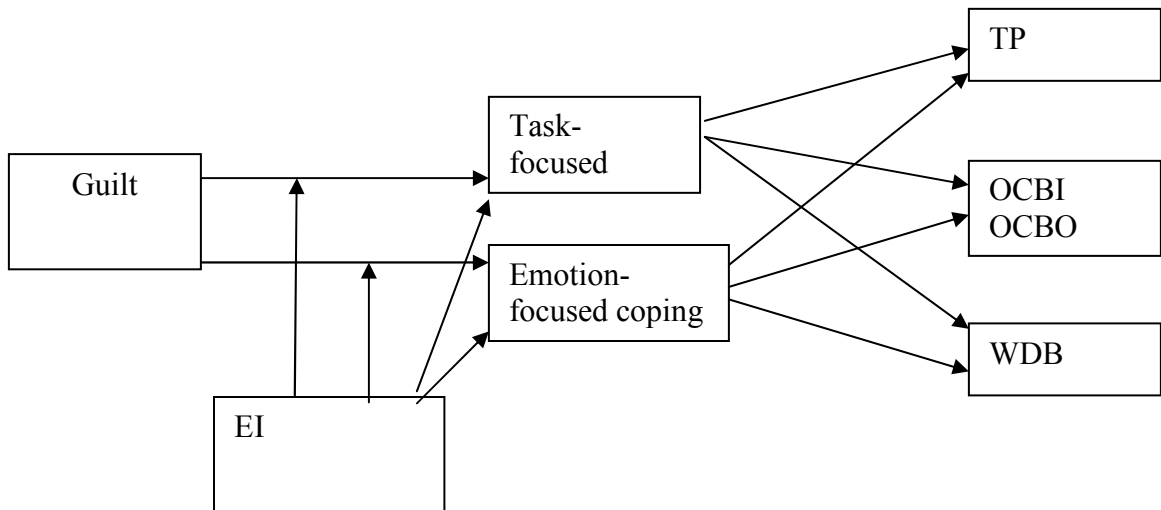 Guilt
EI
Task-
focused
Emotion-
focused coping
TP
OCBI
OCBO
WDB